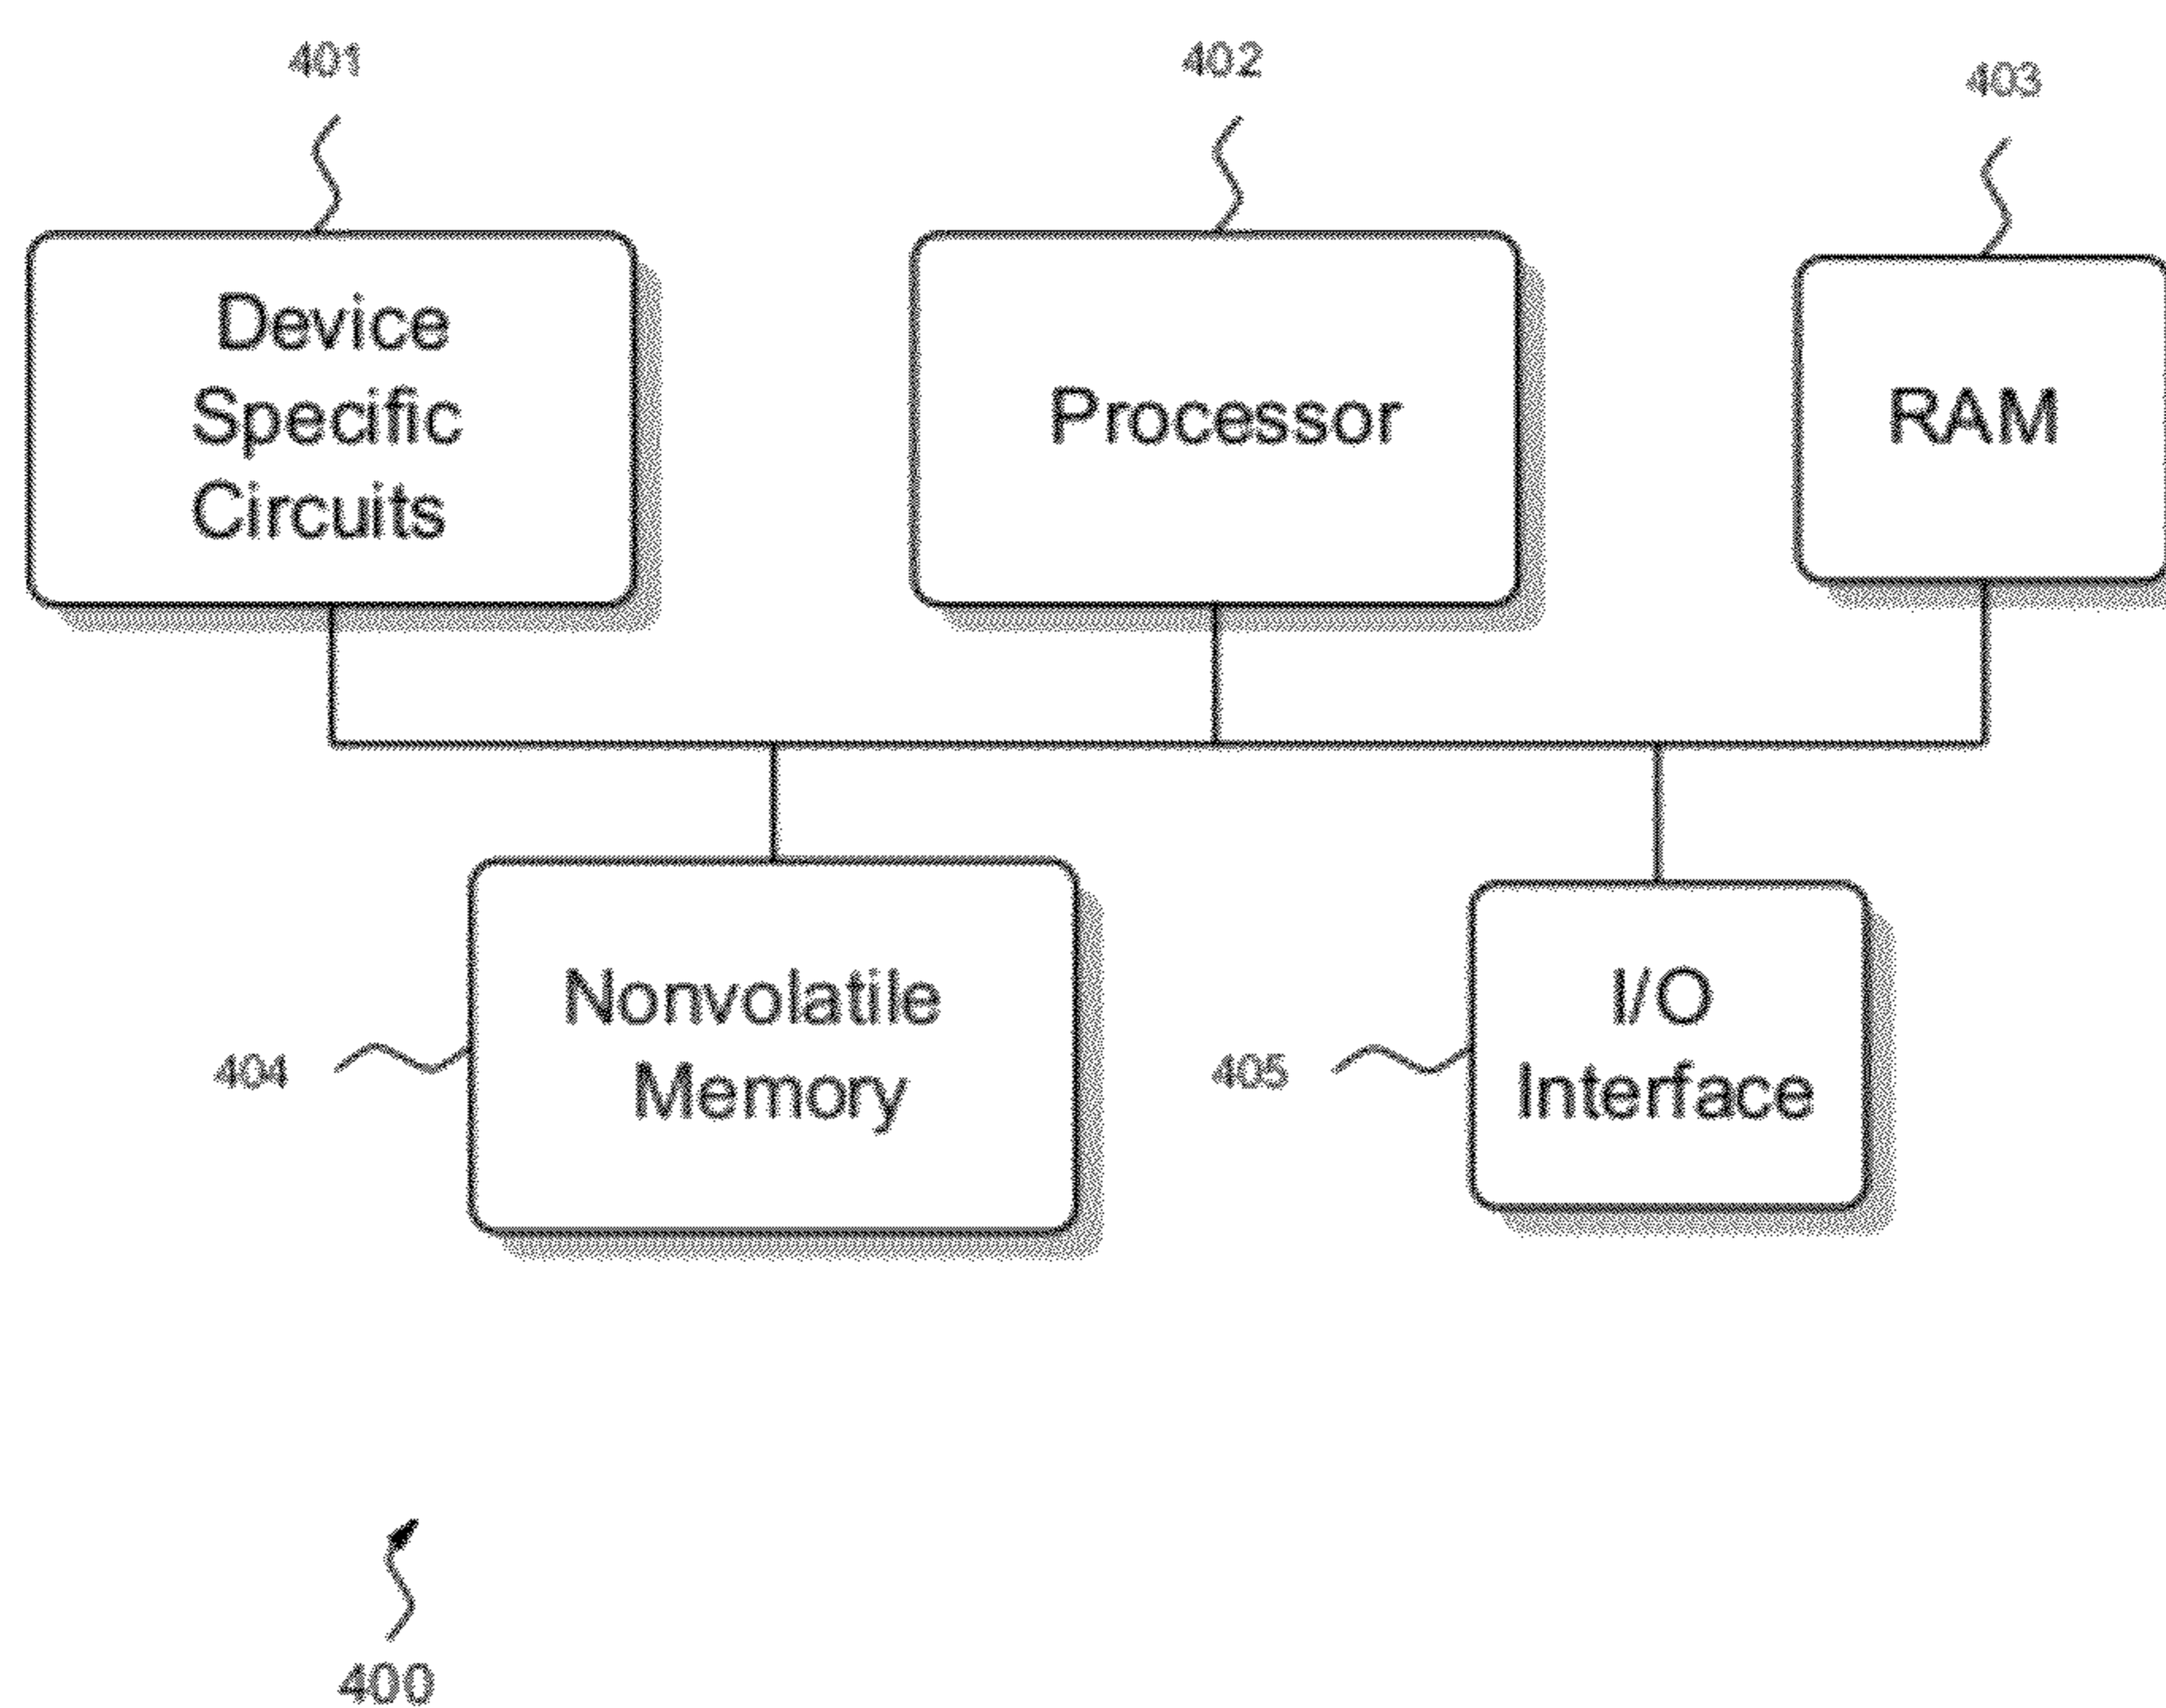 401
402
403
Device
Specific
Circuits
Processor
RAM
Nonvolatile
Memory
404
I/O
Interface
405
400